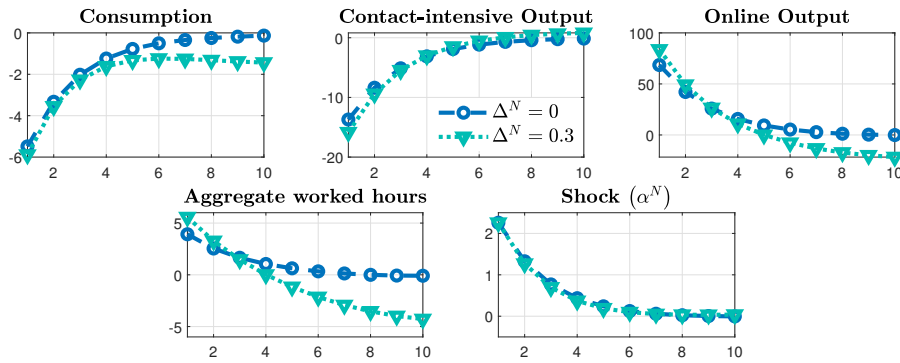 Consumption
Contact-intensive Output
Online Output
0
-2
-4
-6
2 4 6 8 10
0
-10
-20
2 4 6 8 10
Δ^N = 0
Δ^N = 0.3
100
50
0
2 4 6 8 10
Aggregate worked hours
Shock (α^N)
5
0
-5
2 4 6 8 10
2
1
0
2 4 6 8 10